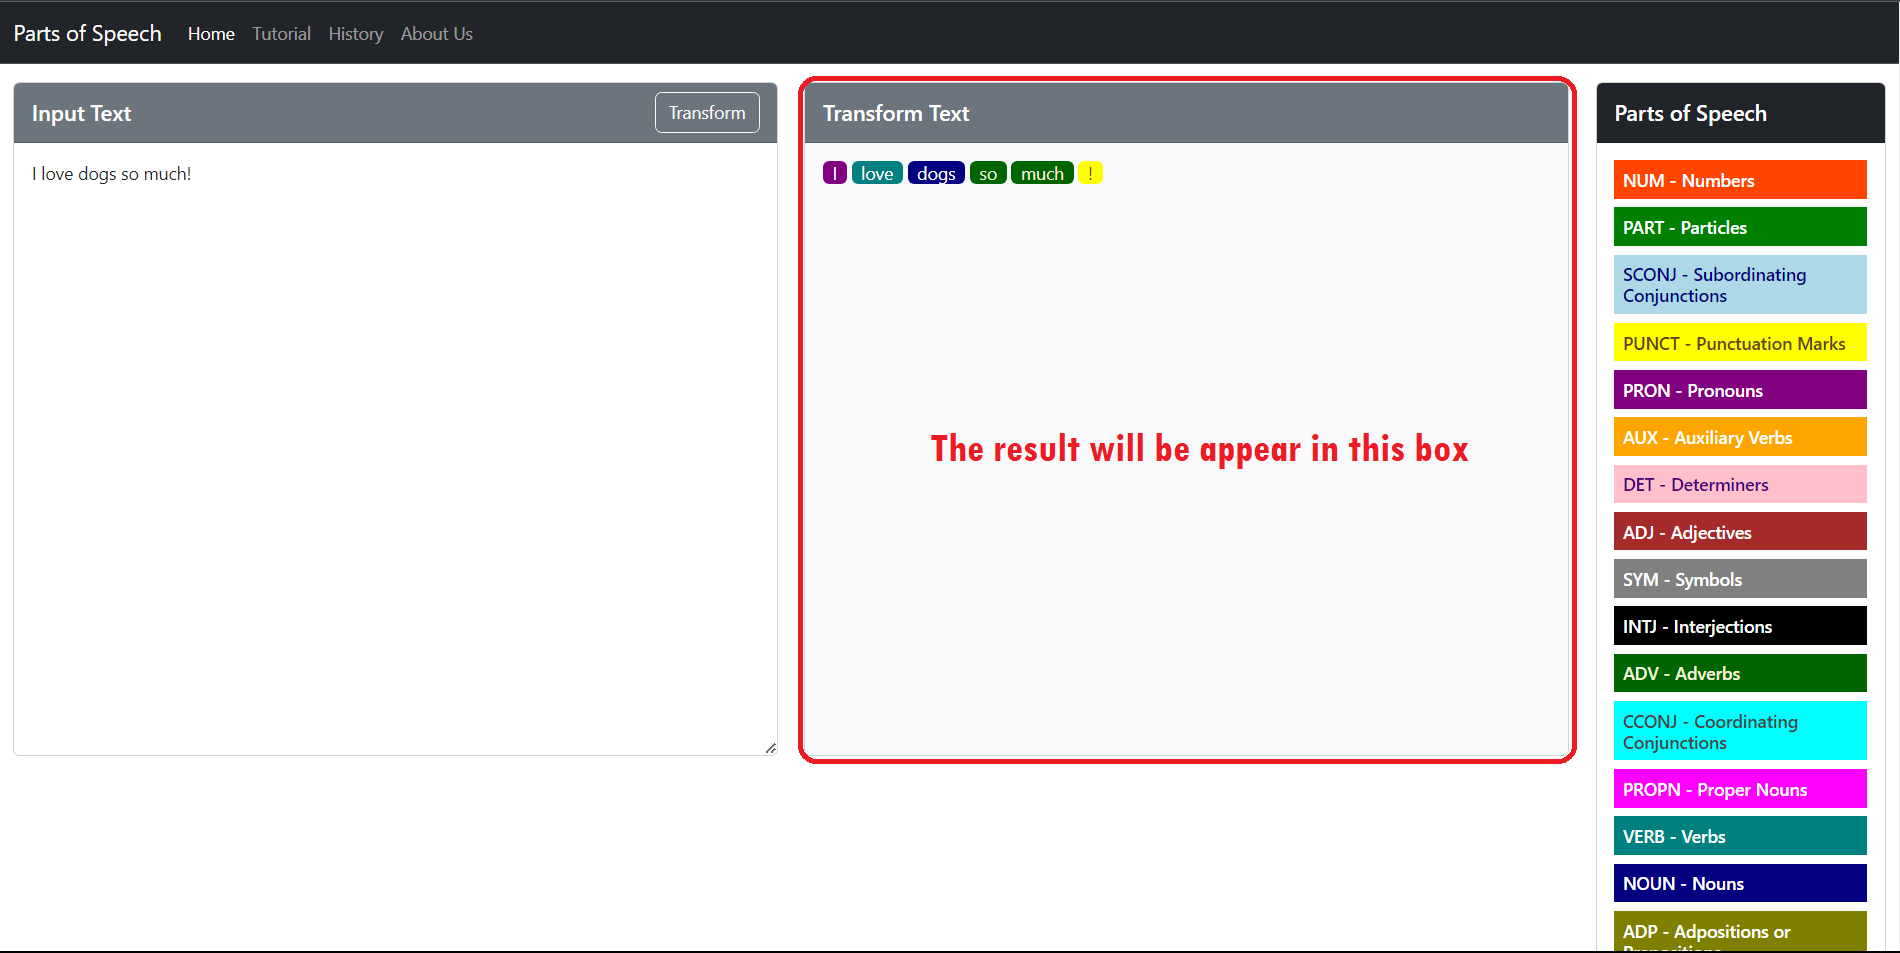 Parts of Speech Home Tutorial History About Us
Input Text Transform
I love dogs so much!
Transform Text
I love dogs so much !
The result will be appear in this box
Parts of Speech
NUM - Numbers
PART - Particles
SCONJ - Subordinating
Conjunctions
PUNCT - Punctuation Marks
PRON - Pronouns
AUX - Auxiliary Verbs
DET - Determiners
ADJ - Adjectives
SYM - Symbols
INTJ - Interjections
ADV - Adverbs
CCONJ - Coordinating
Conjunctions
PROPN - Proper Nouns
VERB - Verbs
NOUN - Nouns
ADP - Adpositions or